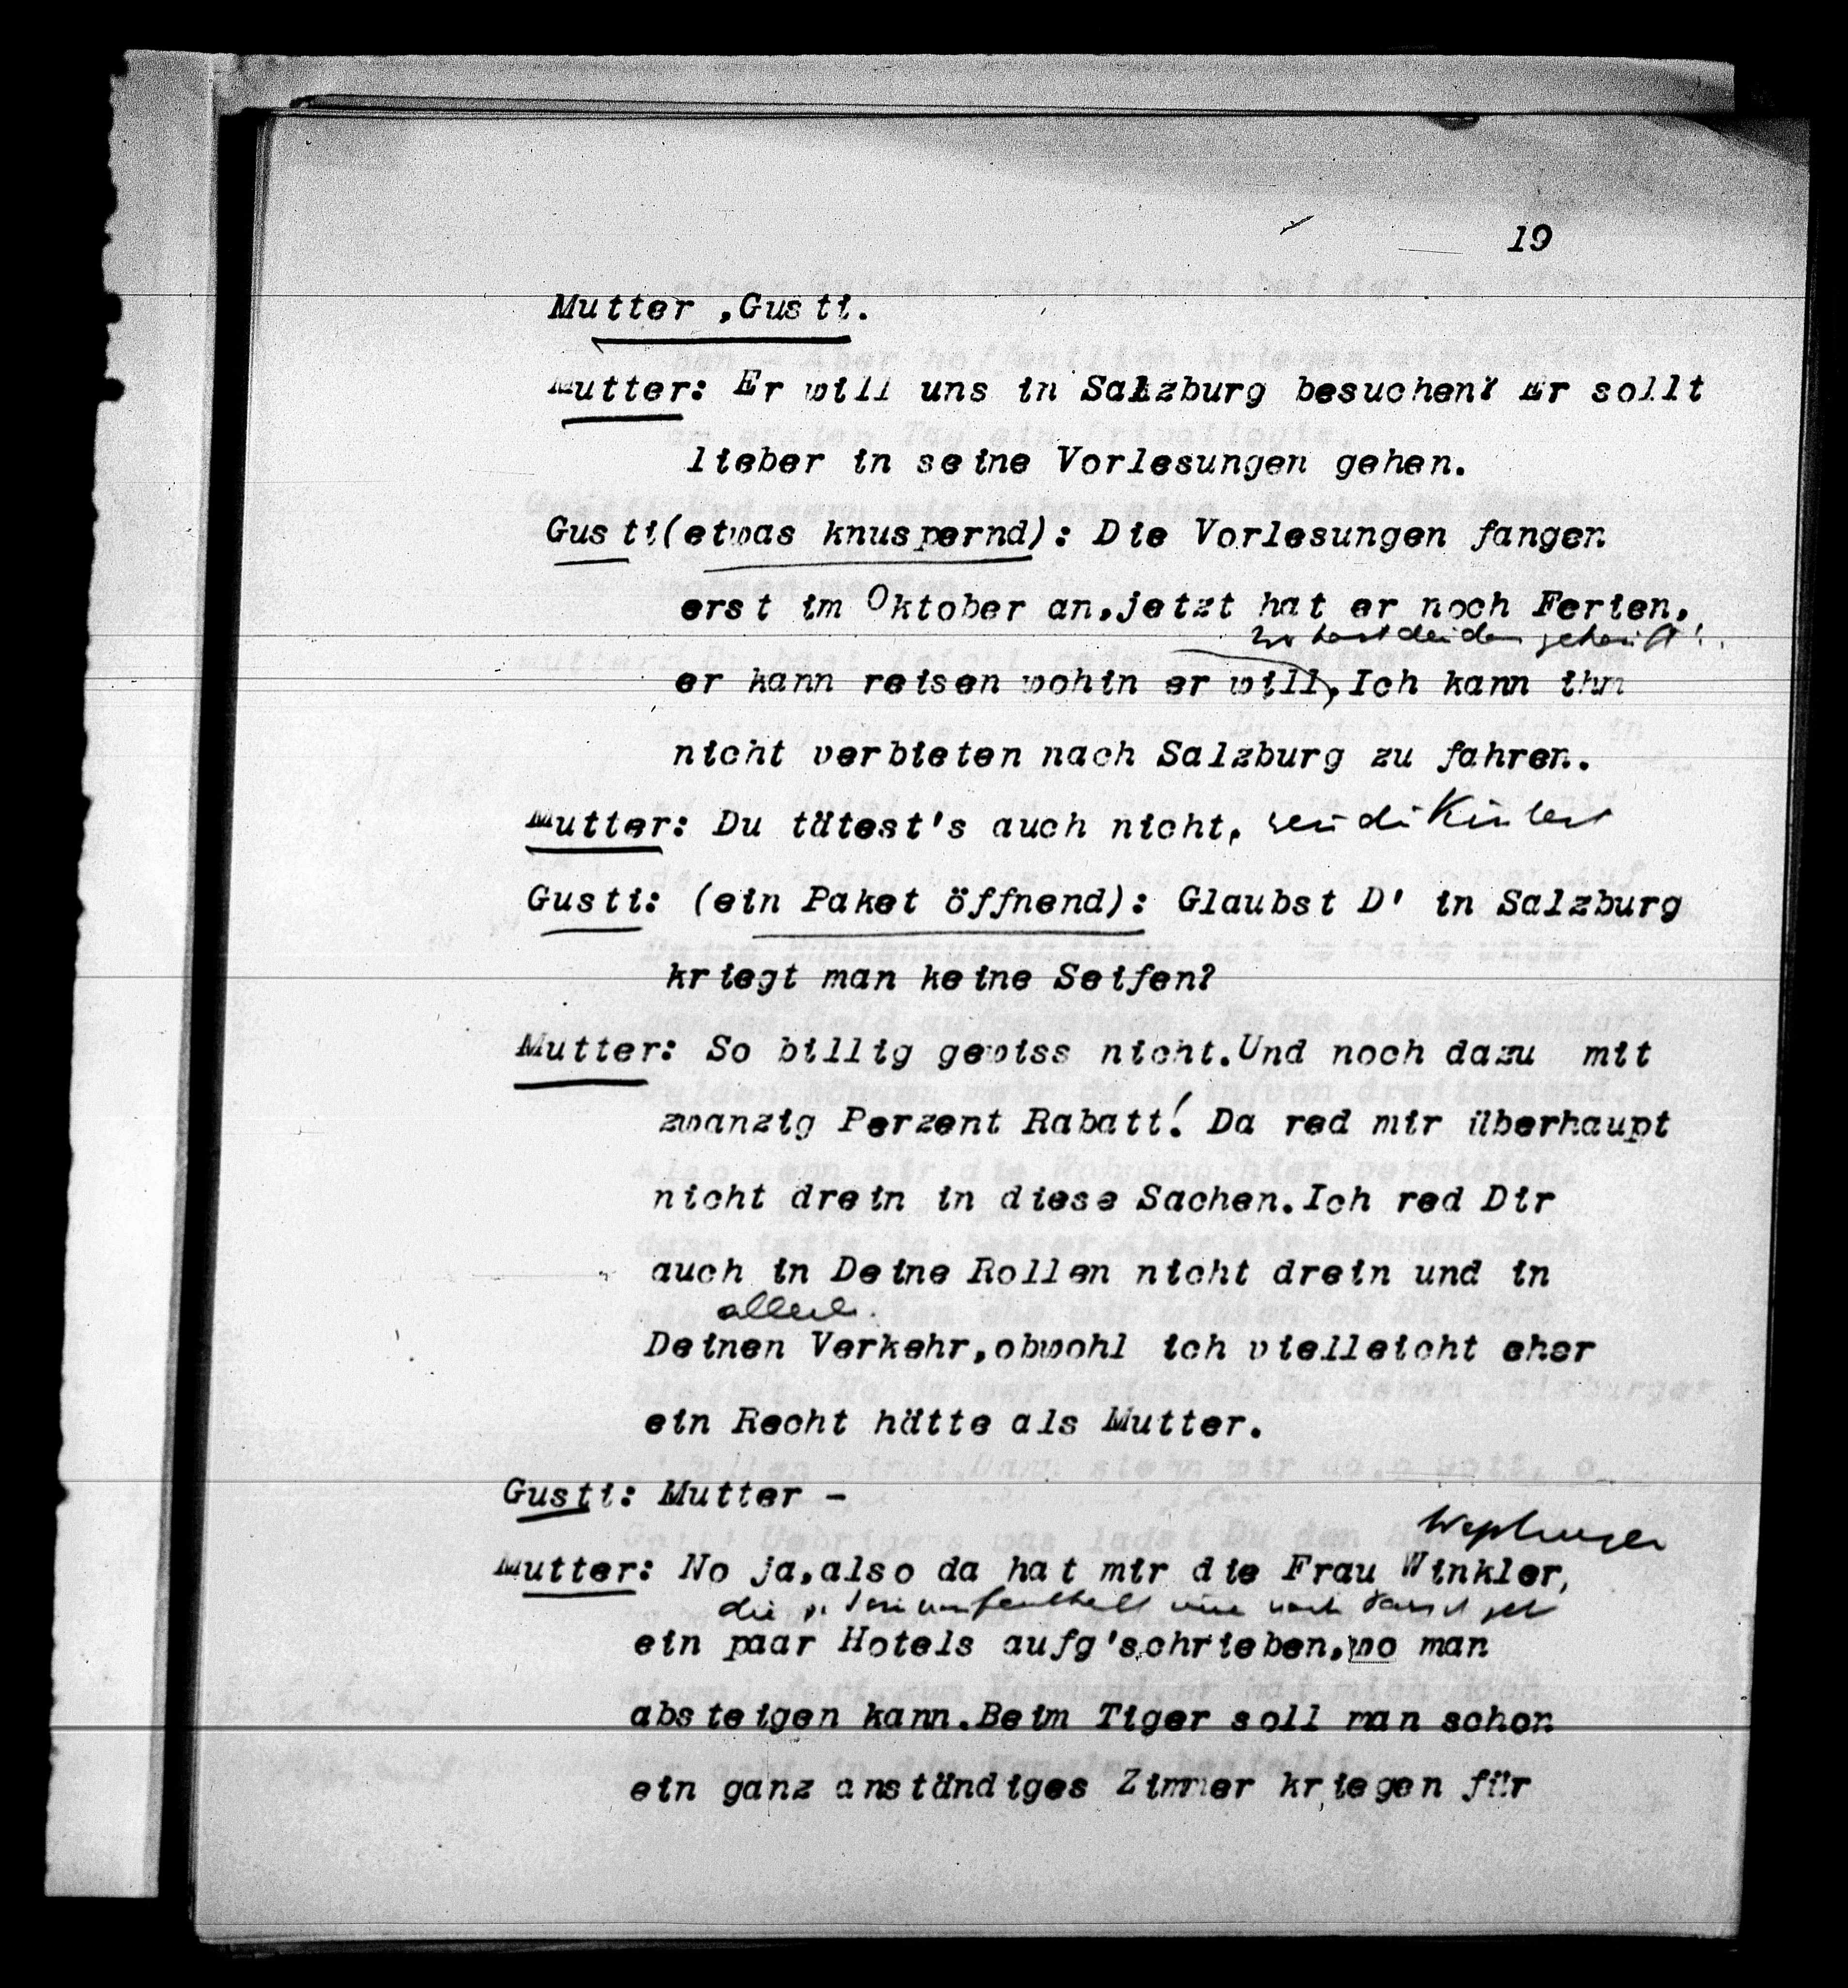 19
Mutter ,Gusti.
Mutter: Er will uns in Salzburg besuchen? Er sollt
lieber in seine Vorlesungen gehen.
Gusti(etwas knuspernd): Die Vorlesungen fangen
erst im Oktober an,jetzt hat er noch Ferien,
er kann reisen wohin er will,Ich kann ihm
nicht verbieten nach Salzburg zu fahren.
Mutter: Du tätest's auch nicht,
Gusti: (ein Paket öffnend): Glaubst D' in Salzburg
kriegt man keine Seifen?
Mutter: So billig gewiss nicht.Und noch dazu mit
zwanzig Perzent Rabatt! Da red mir überhaupt
nicht drein in diese Sachen.Ich red Dir
auch in Deine Rollen nicht drein und in
Deinen Verkehr,obwohl ich vielleicht eher
ein Recht hätte als Mutter.
Gusti: Mutter -
Mutter: No ja,also da hat mir die Frau Winkler,
die
ein paar Hotels aufg'schrieben,wo man
absteigen kann.Beim Tiger soll man schon
ein ganz anständiges Zimmer kriegen für